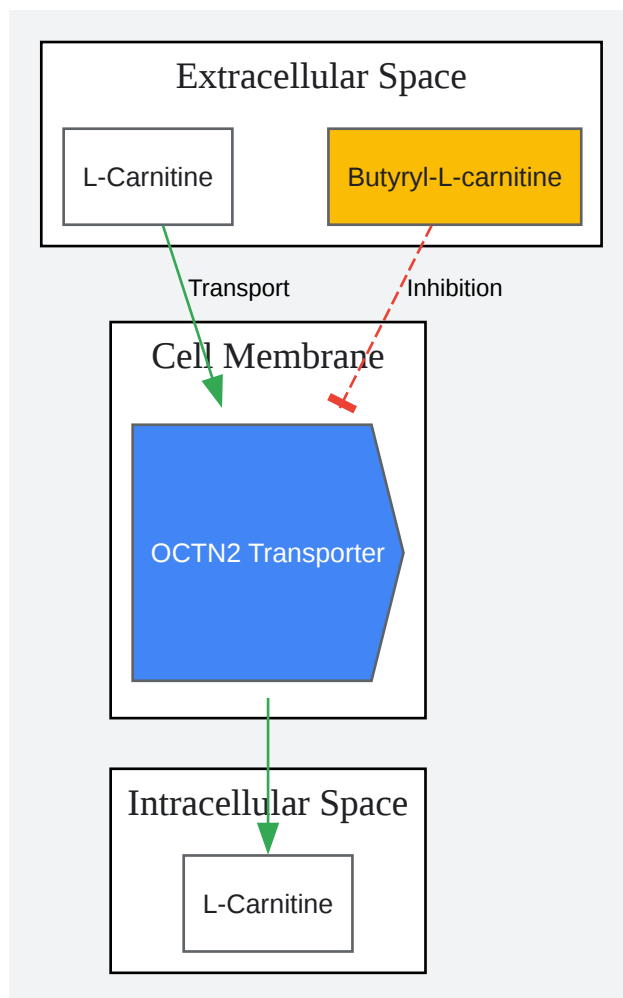 Extracellular Space
L-Carnitine
Butyryl-L-carnitine
Transport
Inhibition
Cell Membrane
OCTN2 Transporter
Intracellular Space
L-Carnitine